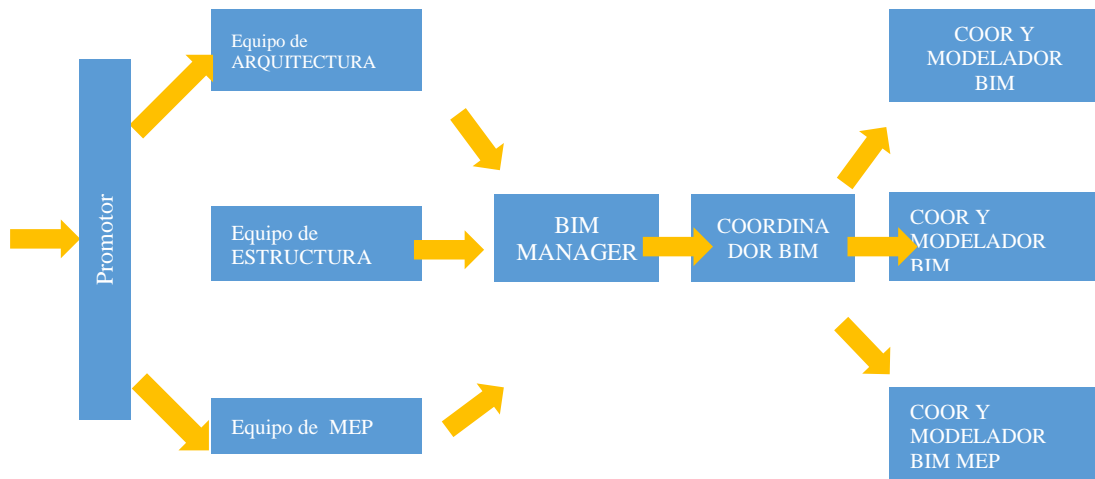 Promotor
Equipo de
ARQUITECTURA
Equipo de
ESTRUCTURA
Equipo de MEP
BIM
MANAGER
COORDINA
DOR BIM
COOR Y
MODELADOR
BIM
COOR Y
MODELADOR
BIM
COOR Y
MODELADOR
BIM MEP